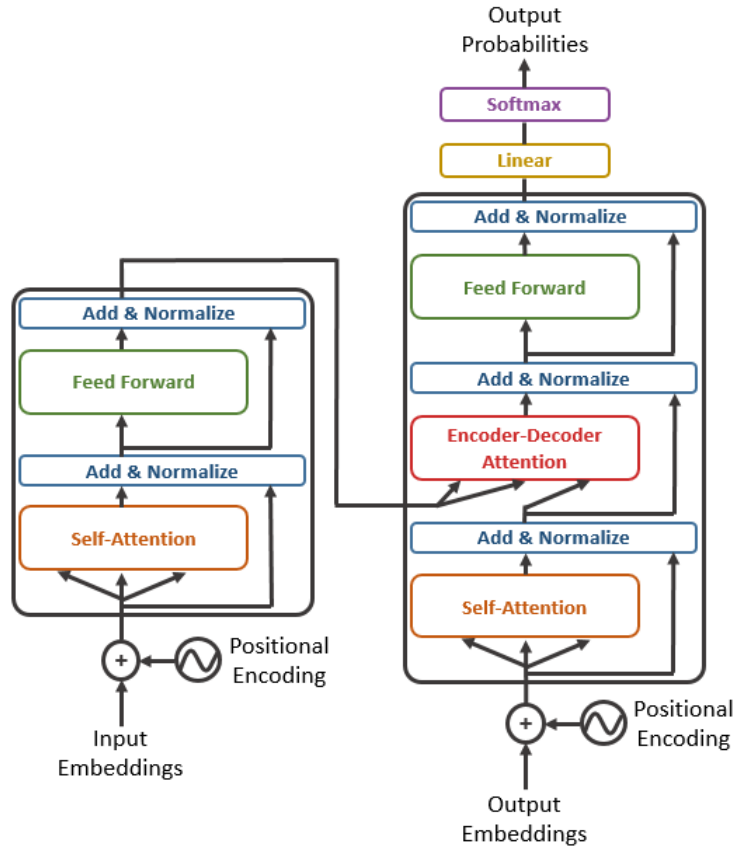 Output
Probabilities
Softmax
Linear
Add & Normalize
Feed Forward
Add & Normalize
Encoder-Decoder
Attention
Add & Normalize
Self-Attention
+
Positional
Encoding
Output
Embeddings
Add & Normalize
Feed Forward
Add & Normalize
Self-Attention
+
Positional
Encoding
Input
Embeddings